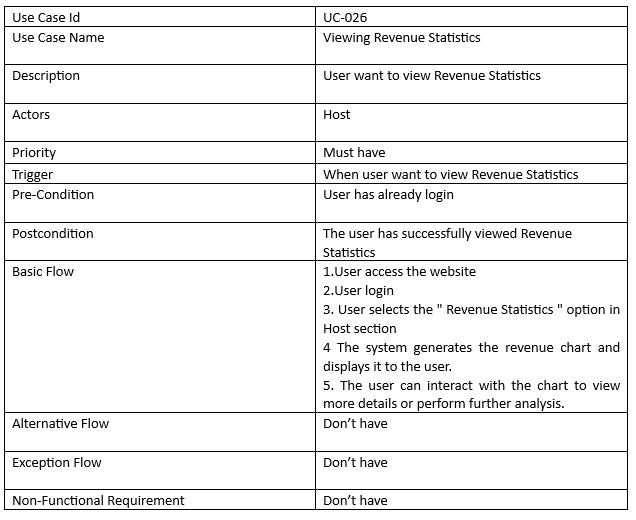 Use Case Id UC-026
Use Case Name Viewing Revenue Statistics
Description User want to view Revenue Statistics
Actors Host
Priority Must have
Trigger When user want to view Revenue Statistics
Pre-Condition User has already login
Postcondition The user has successfully viewed Revenue
Statistics
Basic Flow 1.User access the website
2.User login
3. User selects the " Revenue Statistics " option in
Host section
4 The system generates the revenue chart and
displays it to the user.
5. The user can interact with the chart to view
more details or perform further analysis.
Alternative Flow Don’t have
Exception Flow Don’t have
Non-Functional Requirement Don’t have